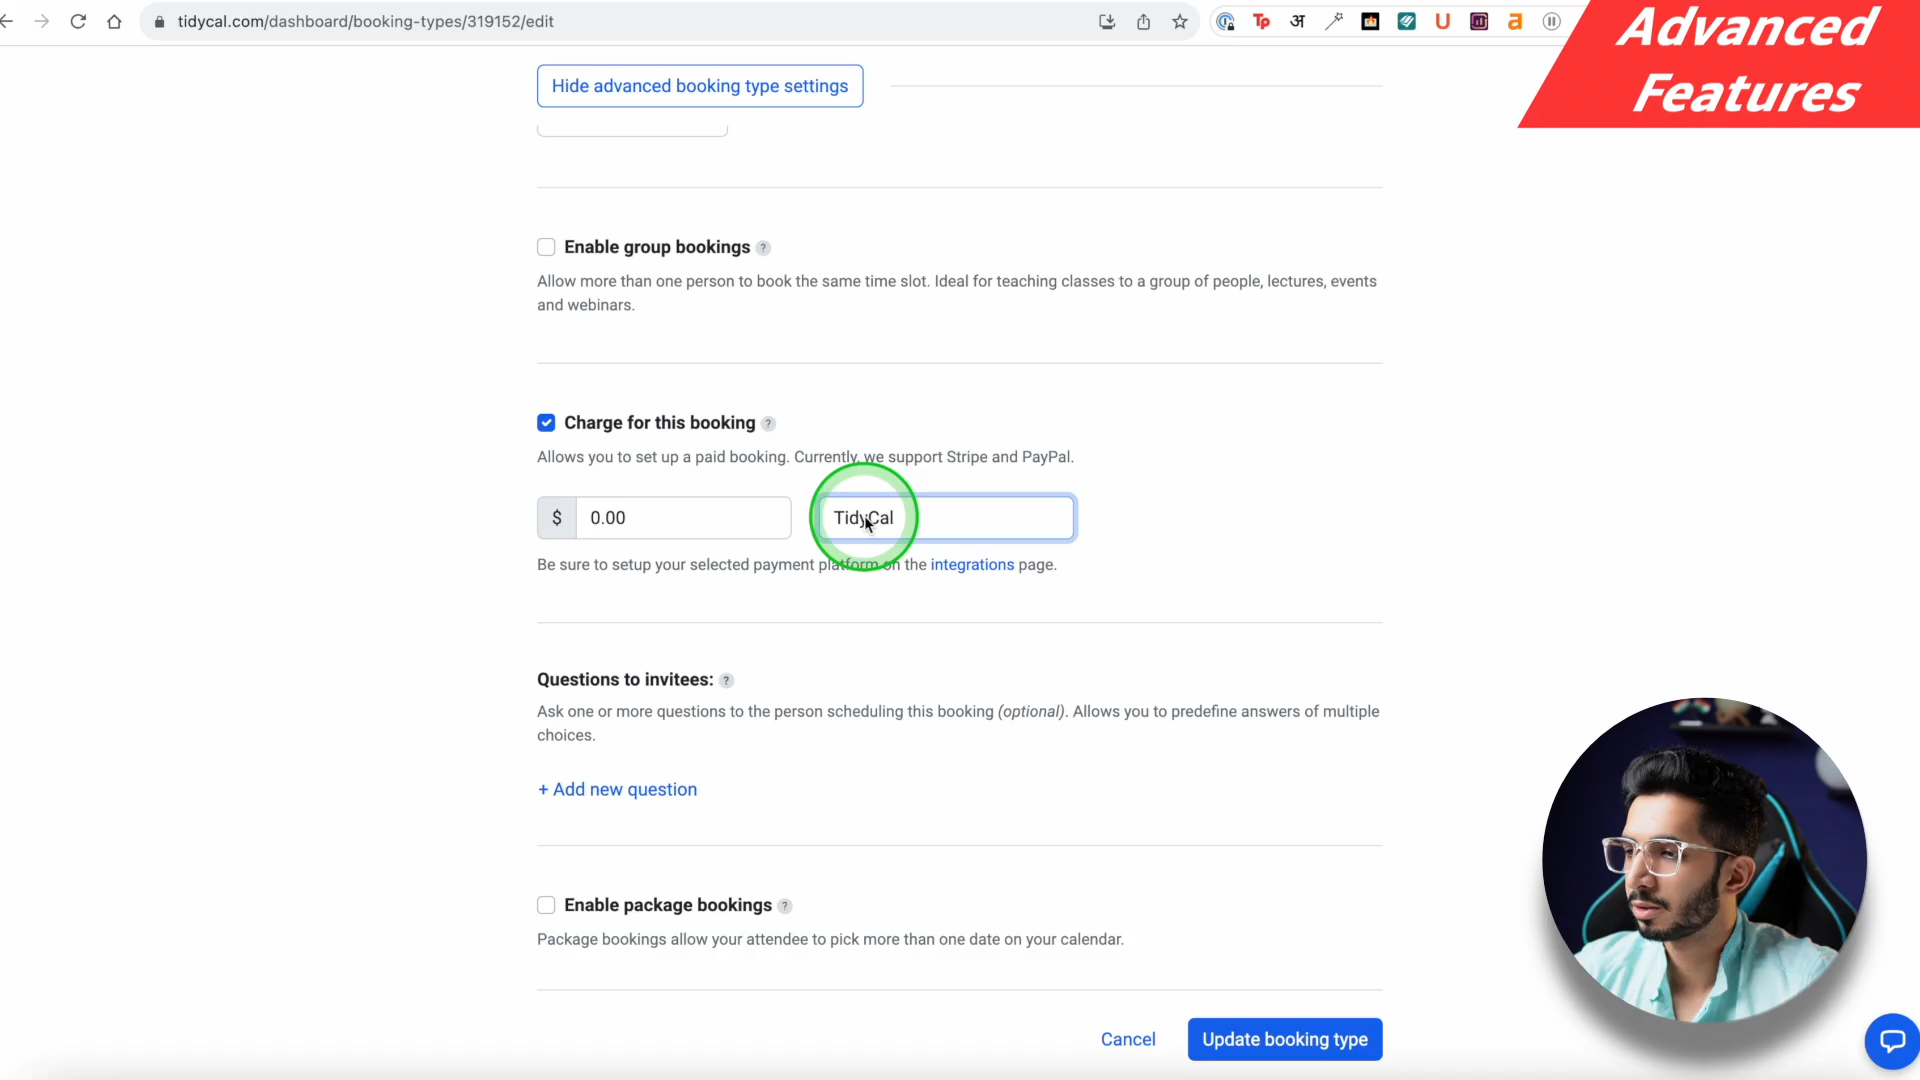 tidycal.com/dashboard/booking-types/319152/edit
Tp
अ
U
a
Advanced
Features
Hide advanced booking type settings
Enable group bookings ?
Allow more than one person to book the same time slot. Ideal for teaching classes to a group of people, lectures, events
and webinars.
Charge for this booking ?
Allows you to set up a paid booking. Currently, we support Stripe and PayPal.
$ 0.00 TidyCal
Be sure to setup your selected payment platform on the integrations page.
Questions to invitees: ?
Ask one or more questions to the person scheduling this booking (optional). Allows you to predefine answers of multiple
choices.
+ Add new question
Enable package bookings ?
Package bookings allow your attendee to pick more than one date on your calendar.
Cancel Update booking type